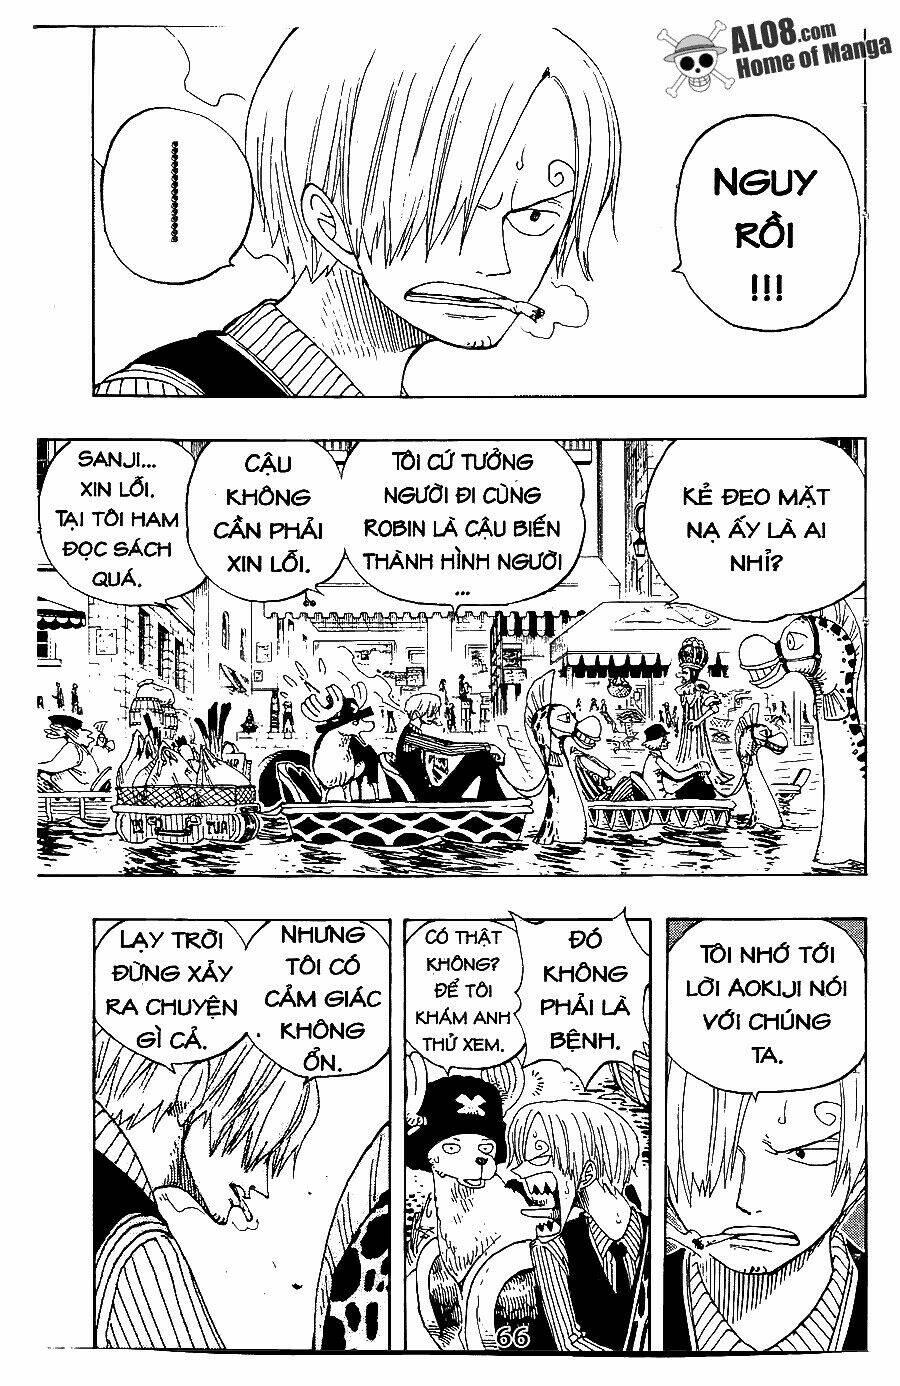 AL08.com
Home of Manga
NGUY
RỒI
!!!
..............
KẺ ĐEO MẶT
NẠ ẤY LÀ AI
NHỈ?
TÔI CỨ TƯỞNG
NGƯỜI ĐI CÙNG
ROBIN LÀ CẬU BIẾN
THÀNH HÌNH NGƯỜI
...
CẬU
KHÔNG
CẦN PHẢI
XIN LỖI.
SANJI...
XIN LỖI.
TẠI TÔI HAM
ĐỌC SÁCH
QUÁ.
TÔI NHỚ TỚI
LỜI AOKIJI NÓI
VỚI CHÚNG
TA.
ĐÓ
KHÔNG
PHẢI LÀ
BỆNH.
CÓ THẬT
KHÔNG?
ĐỂ TÔI
KHÁM ANH
THỬ XEM.
NHƯNG
TÔI CÓ
CẢM GIÁC
KHÔNG
ỔN.
LẠY TRỜI
ĐỪNG XẢY
RA CHUYỆN
GÌ CẢ.
66